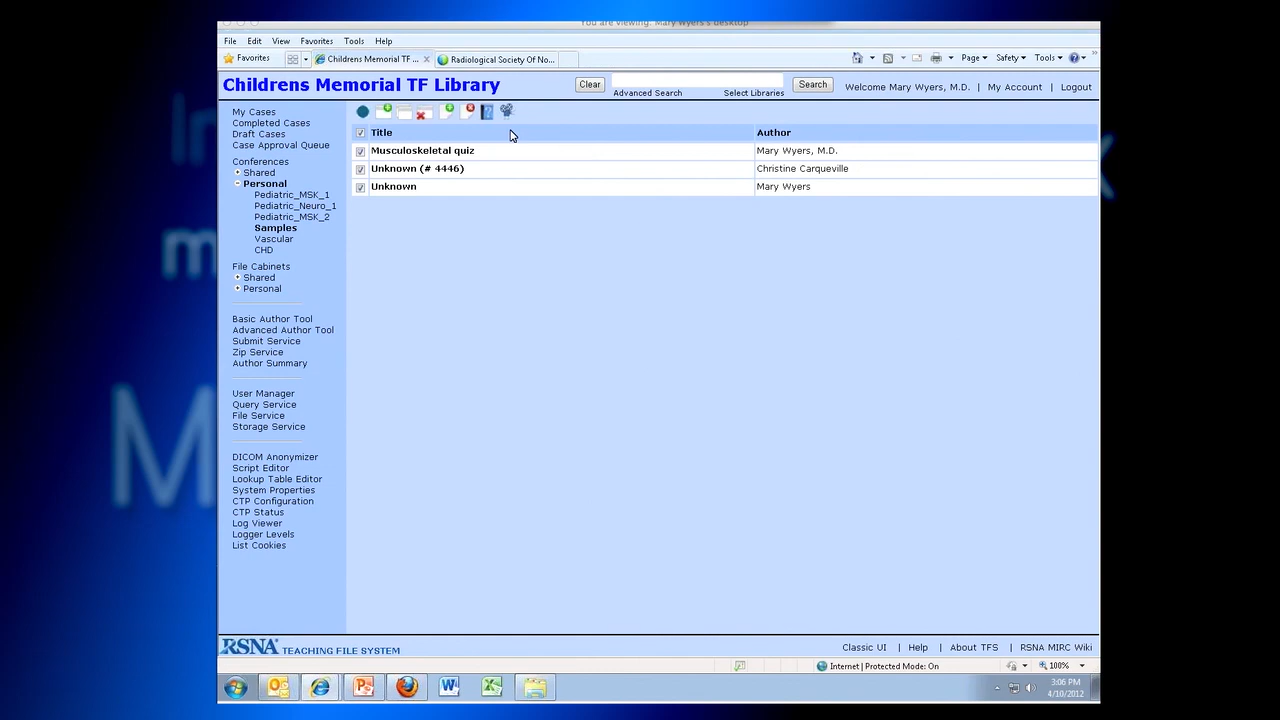 You are viewing: Mary Wyers's desktop
File Edit View Favorites Tools Help
Favorites Childrens Memorial TF ... Radiological Society Of No... Page Safety Tools
Childrens Memorial TF Library Clear Search Welcome Mary Wyers, M.D. | My Account | Logout
Advanced Search Select Libraries
My Cases
Completed Cases
Draft Cases
Case Approval Queue
Conferences
Shared
Personal
Pediatric_MSK_1
Pediatric_Neuro_1
Pediatric_MSK_2
Samples
Vascular
CHD
File Cabinets
Shared
Personal
Basic Author Tool
Advanced Author Tool
Submit Service
Zip Service
Author Summary
User Manager
Query Service
File Service
Storage Service
DICOM Anonymizer
Script Editor
Lookup Table Editor
System Properties
CTP Configuration
CTP Status
Log Viewer
Logger Levels
List Cookies
Title Author
Musculoskeletal quiz Mary Wyers, M.D.
Unknown (# 4446) Christine Carqueville
Unknown Mary Wyers
RSNA TEACHING FILE SYSTEM Classic UI | Help | About TFS | RSNA MIRC Wiki
Internet | Protected Mode: On 100%
3:06 PM
4/10/2012